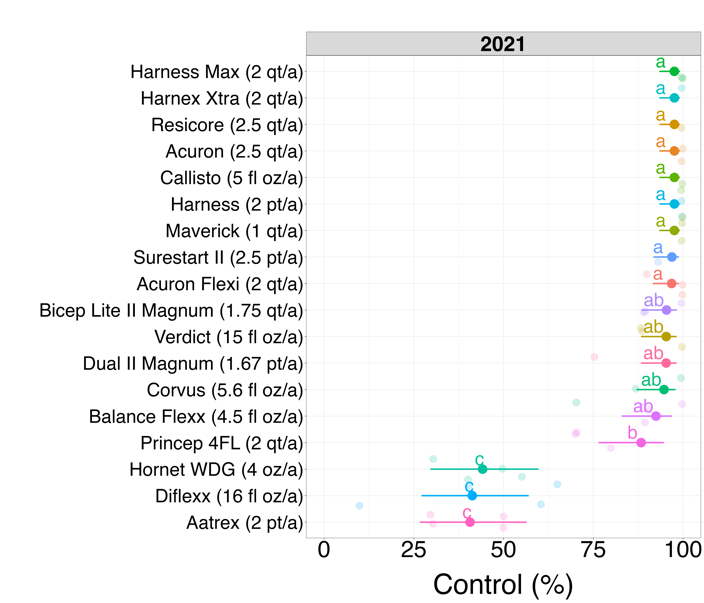 2021
Harness Max (2 qt/a) a
Harnex Xtra (2 qt/a) a
Resicore (2.5 qt/a) a
Acuron (2.5 qt/a) a
Callisto (5 fl oz/a) a
Harness (2 pt/a) a
Maverick (1 qt/a) a
Surestart II (2.5 pt/a) a
Acuron Flexi (2 qt/a) a
Bicep Lite II Magnum (1.75 qt/a) ab
Verdict (15 fl oz/a) ab
Dual II Magnum (1.67 pt/a) ab
Corvus (5.6 fl oz/a) ab
Balance Flexx (4.5 fl oz/a) ab
Princep 4FL (2 qt/a) b
Hornet WDG (4 oz/a) c
Diflexx (16 fl oz/a) c
Aatrex (2 pt/a) c
0 25 50 75 100
Control (%)